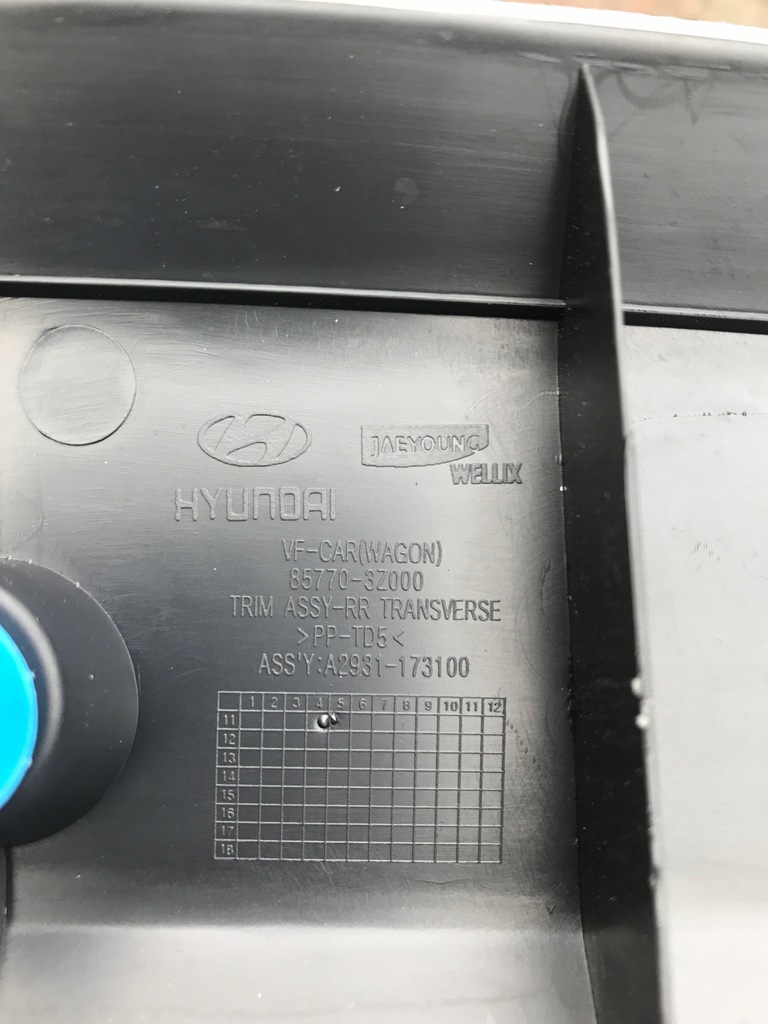 JAEYOUNG
WELLIX
HYUNDAI
VF-CAR(WAGON)
85770-3Z000
TRIM ASSY-RR TRANSVERSE
>PP-TD5<
ASS'Y:A2931-173100
1 2 3 4 5 6 7 8 9 10 11 12
11
12
13
14
15
16
17
18